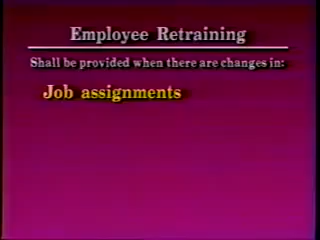 Employee Retraining
Shall be provided when there are changes in:
Job assignments